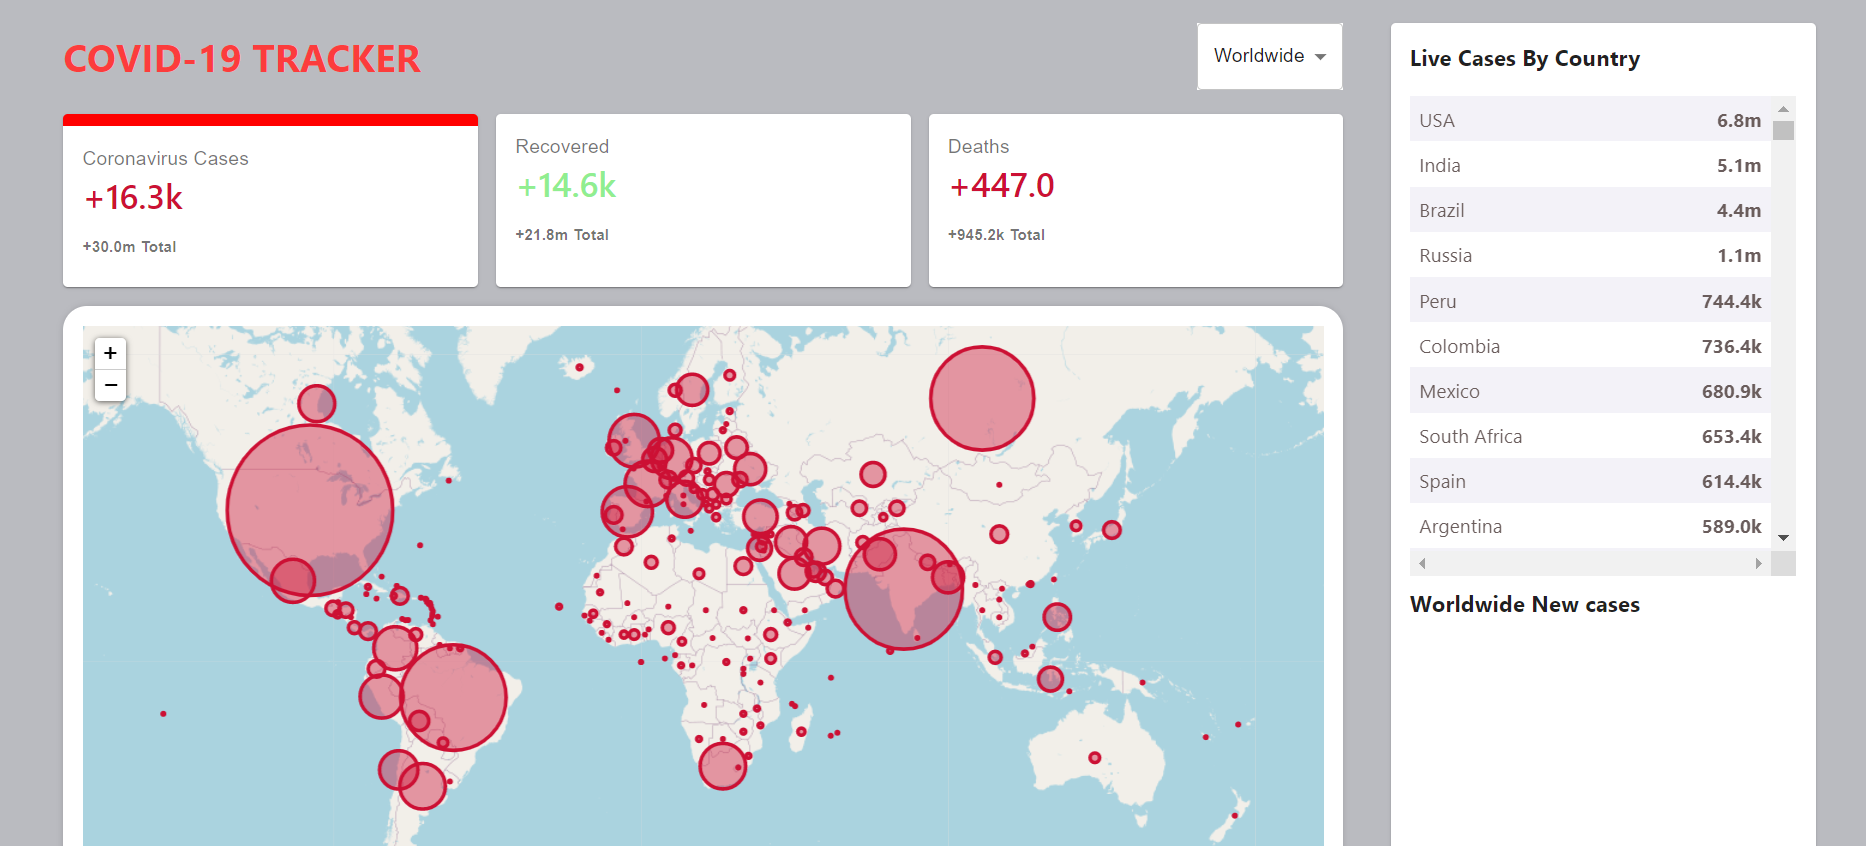 COVID-19 TRACKER
Worldwide
Coronavirus Cases
+16.3k
+30.0m Total
Recovered
+14.6k
+21.8m Total
Deaths
+447.0
+945.2k Total
+
−
Live Cases By Country
USA 6.8m
India 5.1m
Brazil 4.4m
Russia 1.1m
Peru 744.4k
Colombia 736.4k
Mexico 680.9k
South Africa 653.4k
Spain 614.4k
Argentina 589.0k
Worldwide New cases